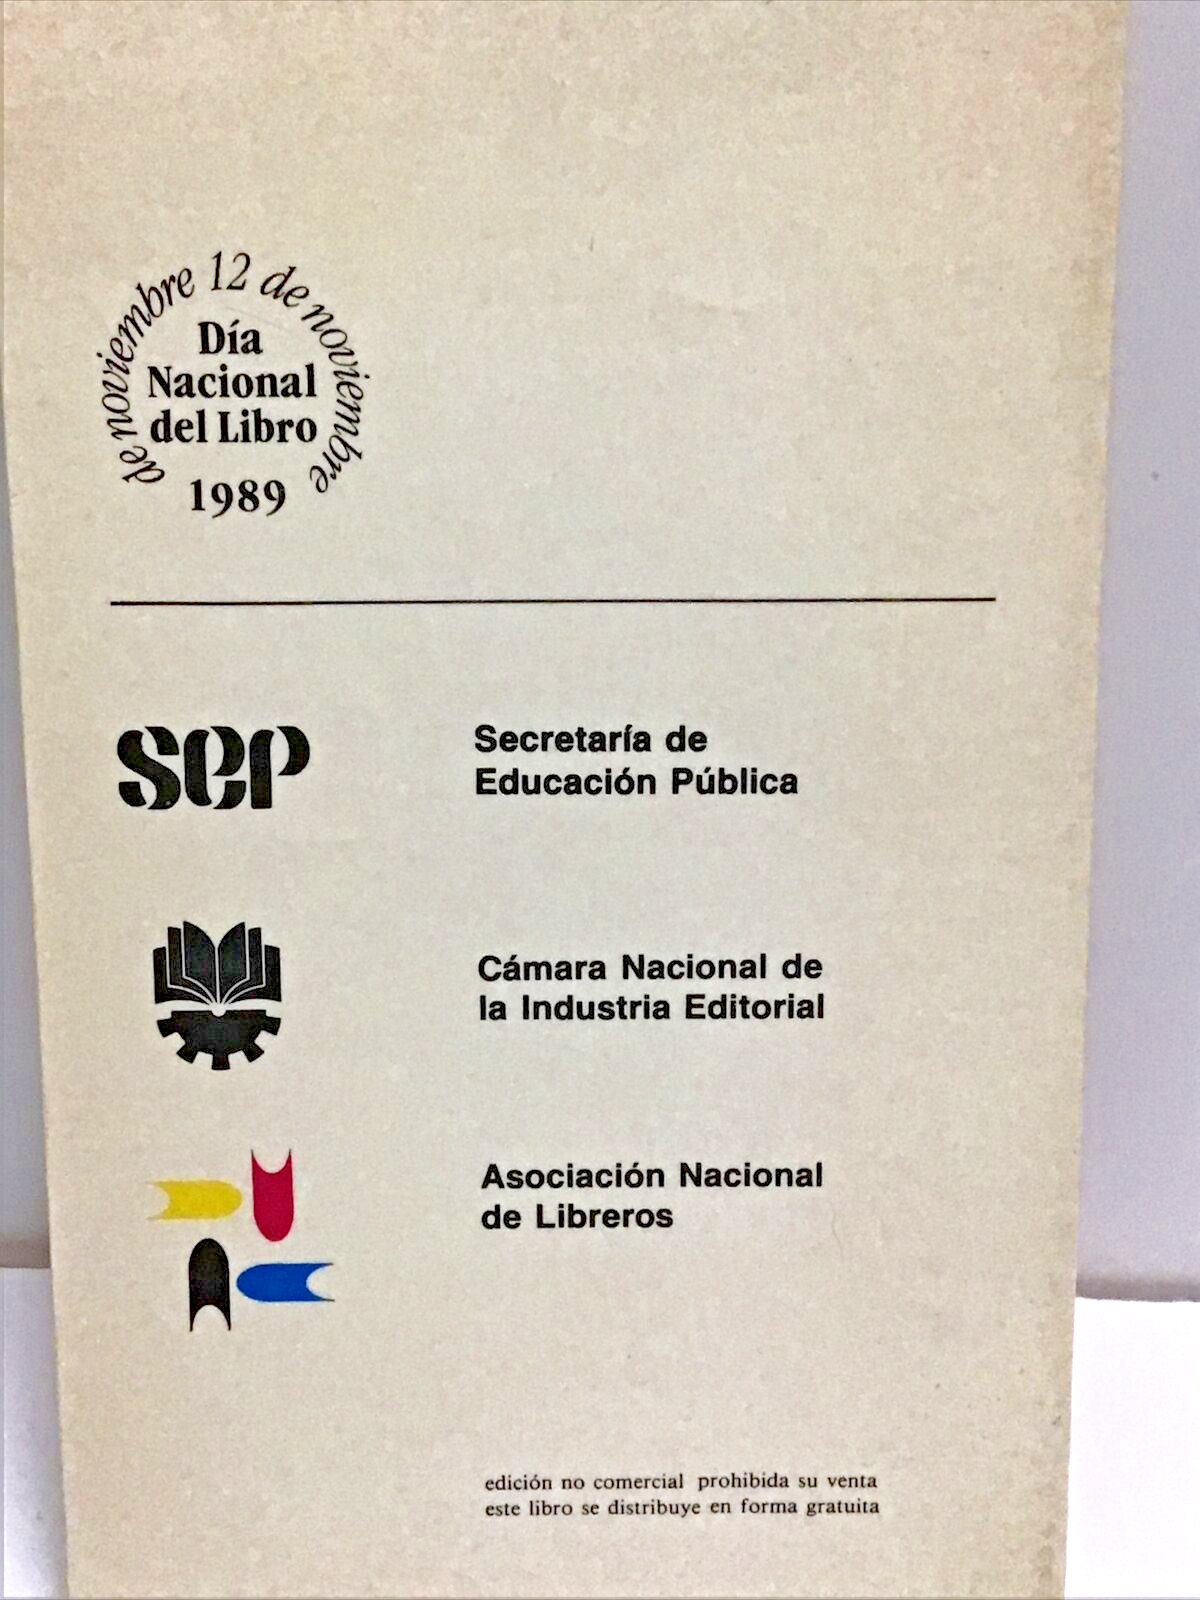 de noviembre 12 de noviembre
Día
Nacional
del Libro
1989
sep
Secretaría de
Educación Pública
Cámara Nacional de
la Industria Editorial
Asociación Nacional
de Libreros
edición no comercial prohibida su venta
este libro se distribuye en forma gratuita